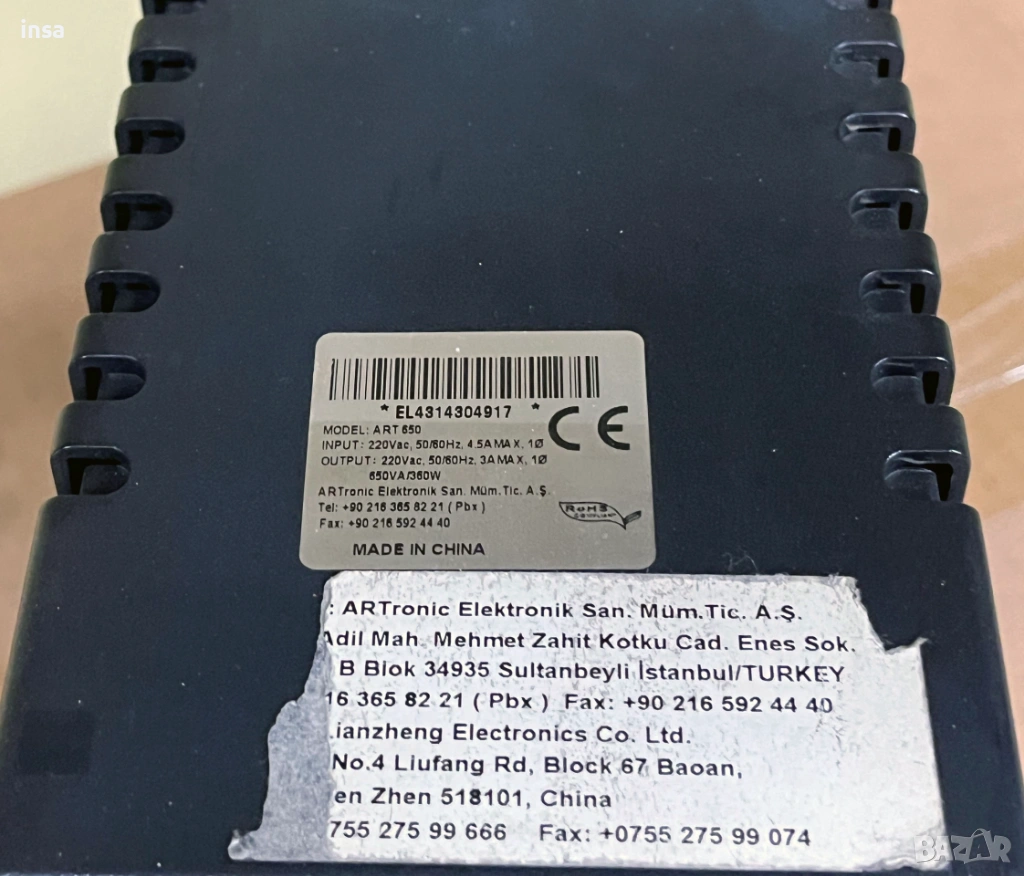 insa
* EL4314304917 *
CE
MODEL: ART 650
INPUT: 220Vac, 50/60Hz, 4.5A MAX, 1Ø
OUTPUT: 220Vac, 50/60Hz, 3A MAX, 1Ø
650VA/360W
ARTronic Elektronik San. Müm.Tic. A.Ş.
Tel: +90 216 365 82 21 ( Pbx )
RoHS
COMPLIANT
Fax: +90 216 592 44 40
MADE IN CHINA
: ARTronic Elektronik San. Müm.Tic. A.Ş.
Adil Mah. Mehmet Zahit Kotku Cad. Enes Sok.
B Blok 34935 Sultanbeyli İstanbul/TURKEY
16 365 82 21 ( Pbx ) Fax: +90 216 592 44 40
ianzheng Electronics Co. Ltd.
No.4 Liufang Rd, Block 67 Baoan,
en Zhen 518101, China
755 275 99 666 Fax: +0755 275 99 074
BAZAR